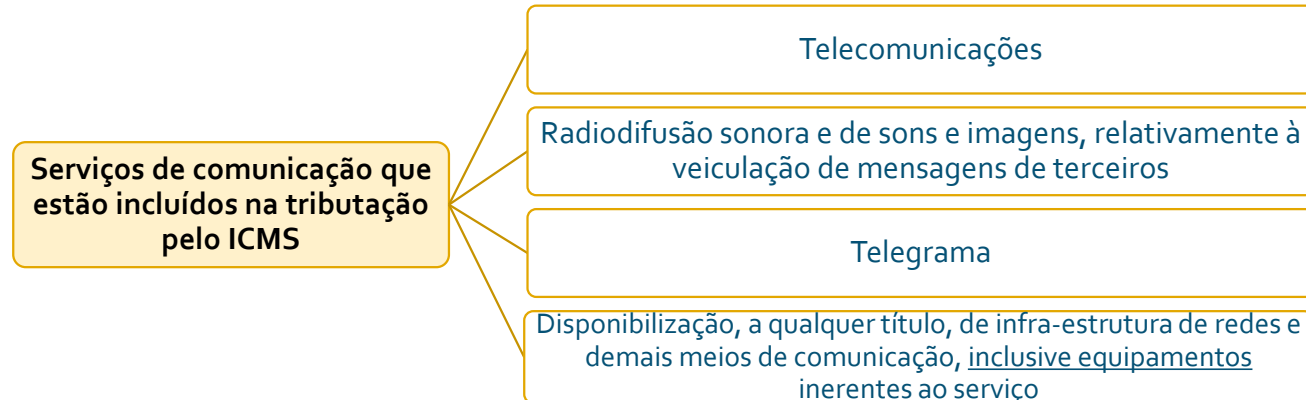 Serviços de comunicação que
estão incluídos na tributação
pelo ICMS
Telecomunicações
Radiodifusão sonora e de sons e imagens, relativamente à
veiculação de mensagens de terceiros
Telegrama
Disponibilização, a qualquer título, de infra-estrutura de redes e
demais meios de comunicação, inclusive equipamentos
inerentes ao serviço